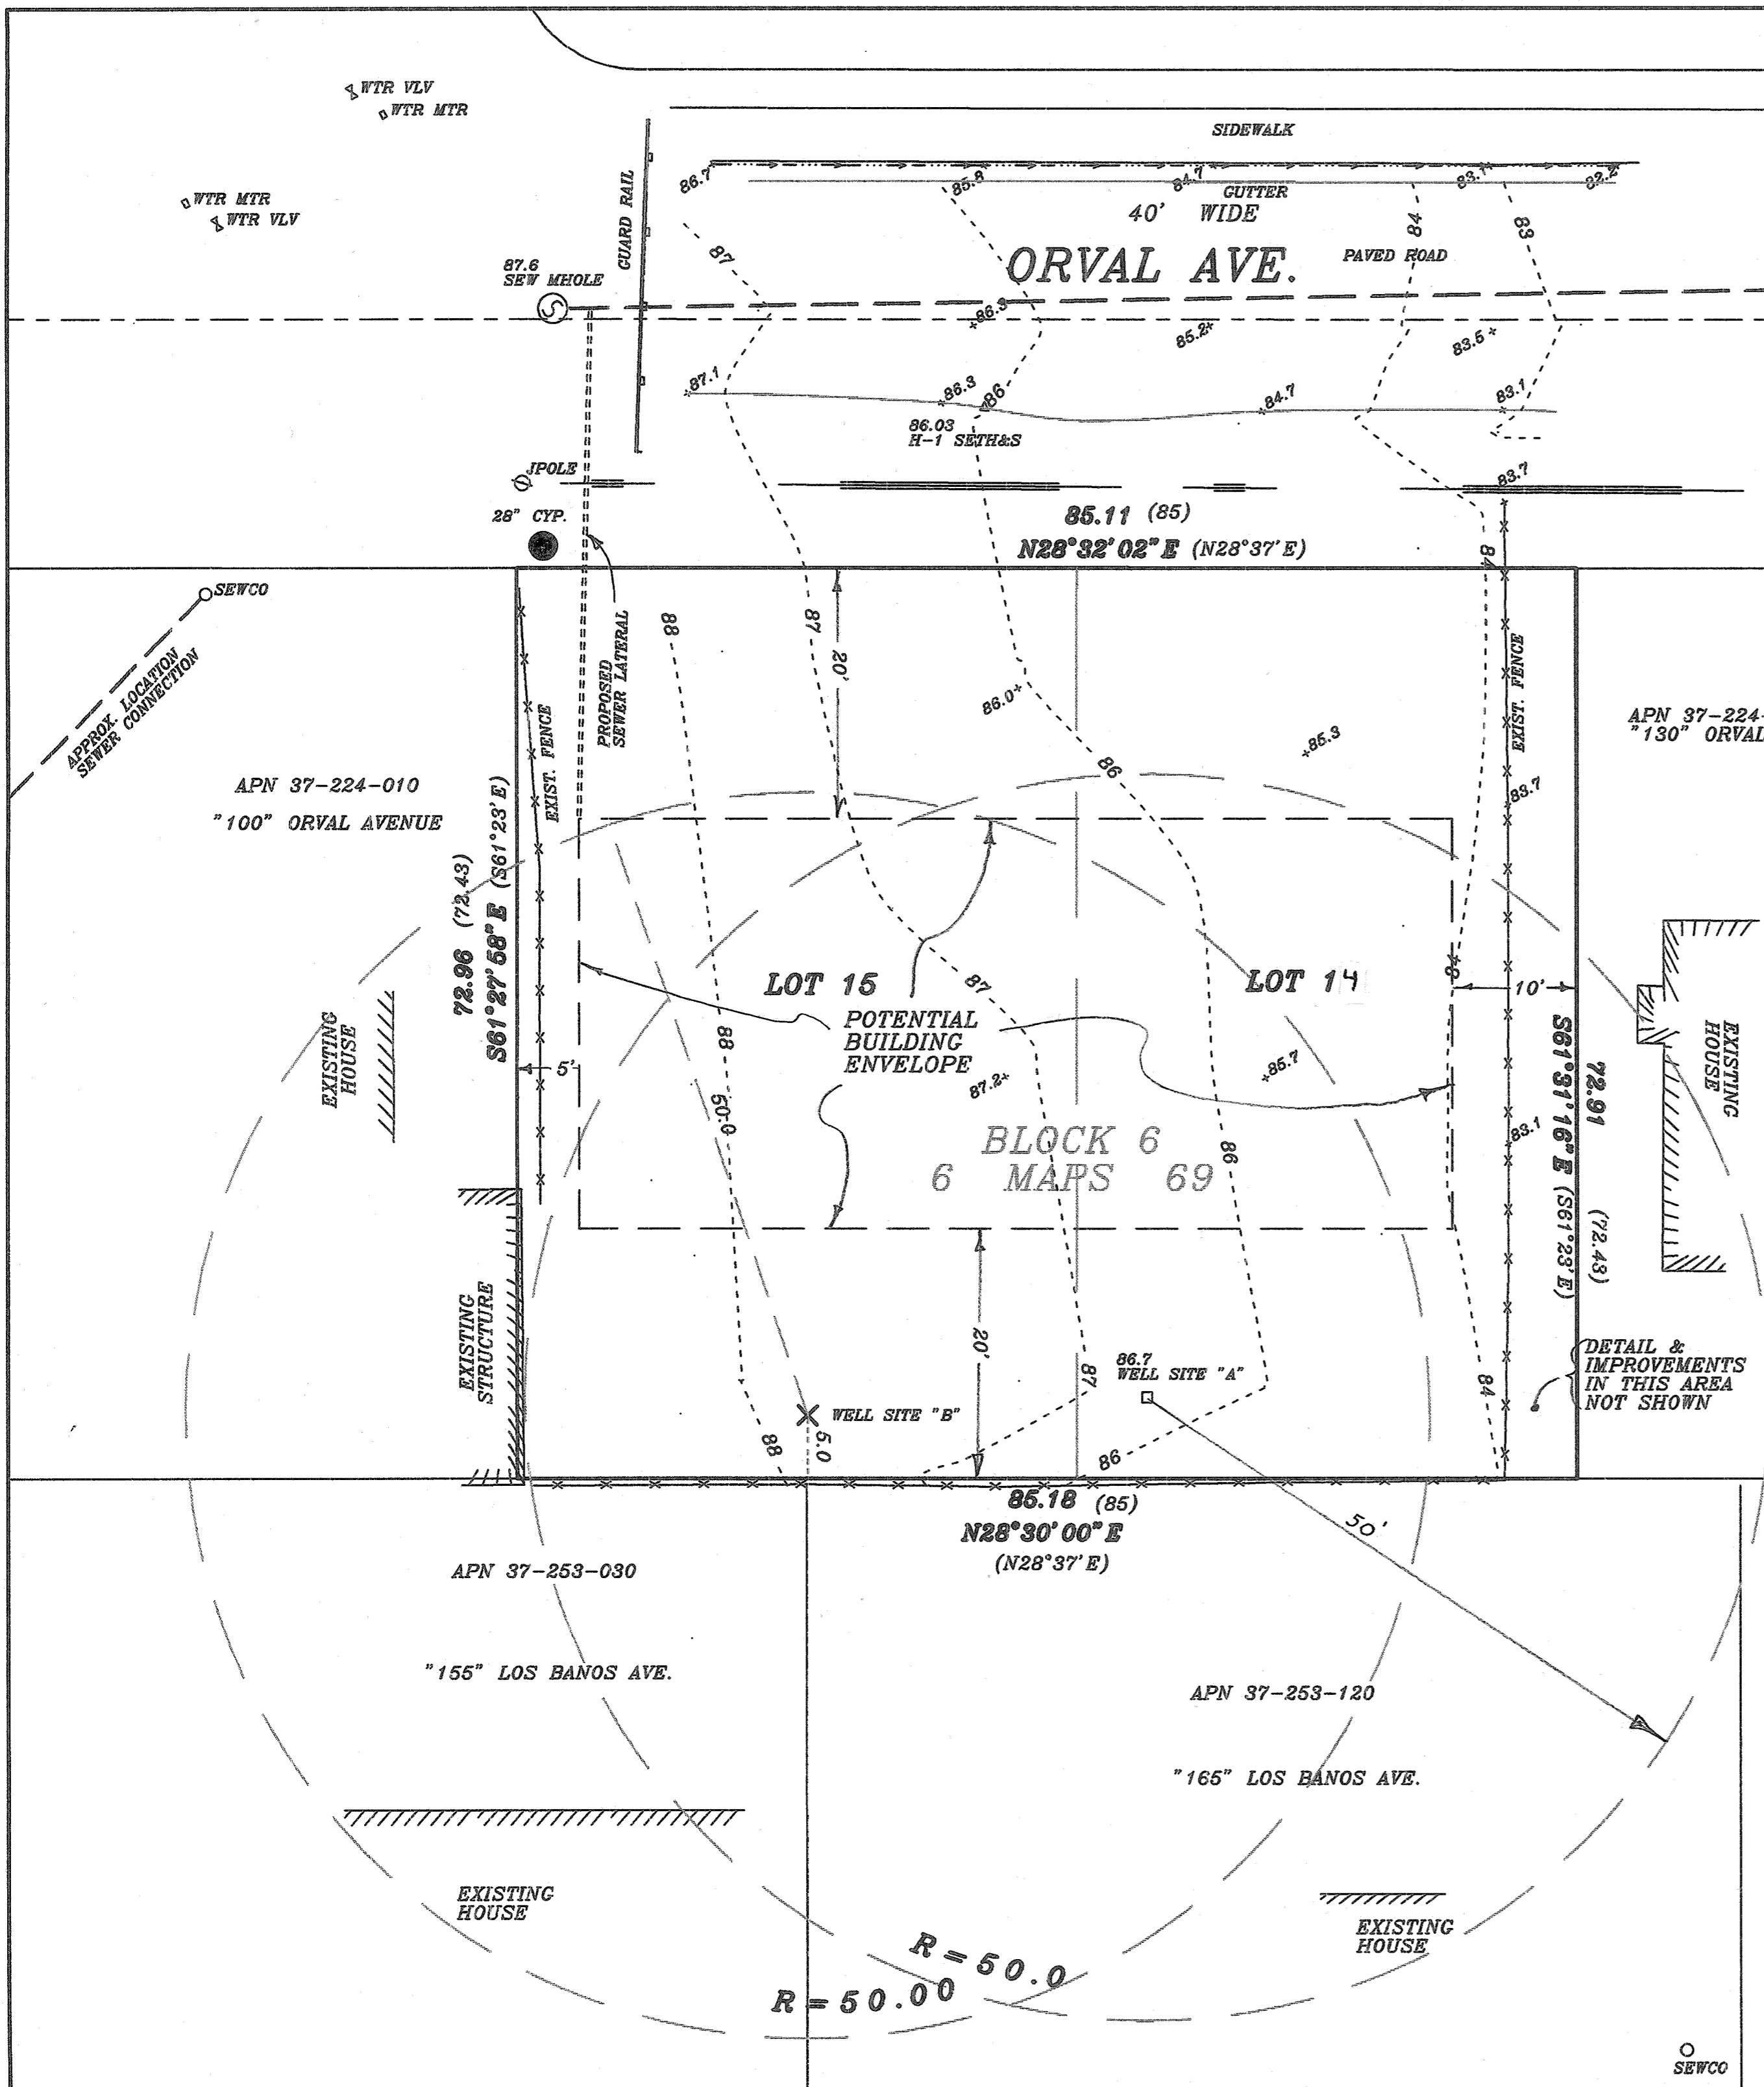 WTR VLV
WTR MTR
WTR MTR
WTR VLV
SIDEWALK
86.7
85.8
84.7
83.1
82.2
GUTTER
40' WIDE
GUARD RAIL
87
84
83
ORVAL AVE.
PAVED ROAD
87.6
SEW MHOLE
S
86.3
85.2
83.5
87.1
86.3
86
84.7
83.1
86.03
H-1 SETH&S
JPOLE
83.7
28" CYP.
85.11 (85)
N28°32'02"E (N28°37'E)
84
SEWCO
APPROX. LOCATION
SEWER CONNECTION
PROPOSED
SEWER LATERAL
88
87
20'
EXIST. FENCE
EXIST. FENCE
86.0
85.3
86
83.7
APN 37-224-
"130" ORVAL
APN 37-224-010
"100" ORVAL AVENUE
72.96 (72.43)
S61°27'58"E (S61°23'E)
LOT 15
LOT 14
87
84
10'
POTENTIAL
BUILDING
ENVELOPE
EXISTING
HOUSE
88
5'
50.0
87.2
85.7
EXISTING
HOUSE
72.91 (72.43)
S61°31'16"E (S61°23'E)
83.1
BLOCK 6
6 MAPS 69
86
EXISTING
STRUCTURE
20'
86.7
WELL SITE "A"
87
84
DETAIL &
IMPROVEMENTS
IN THIS AREA
NOT SHOWN
WELL SITE "B"
5.0
88
86
85.18 (85)
N28°30'00"E
(N28°37'E)
50'
APN 37-253-030
"155" LOS BANOS AVE.
APN 37-253-120
"165" LOS BANOS AVE.
EXISTING
HOUSE
EXISTING
HOUSE
R=50.0
R=50.00
SEWCO